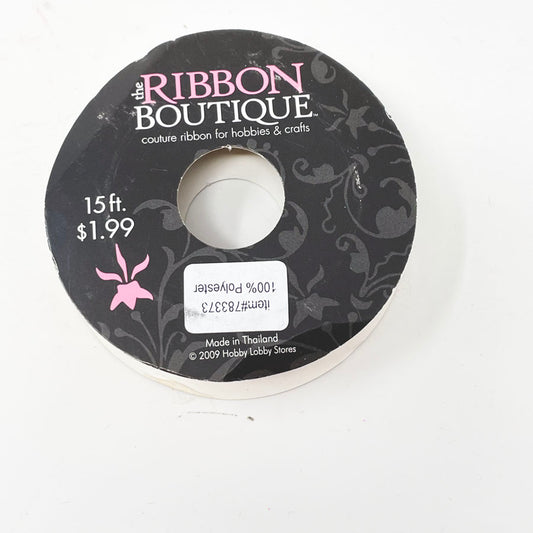 the RIBBON
BOUTIQUE™
couture ribbon for hobbies & crafts
15 ft.
$1.99
item#783373
100% Polyester
Made in Thailand
© 2009 Hobby Lobby Stores